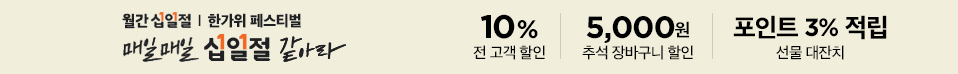 월간 십일절 | 한가위 페스티벌
매일매일 십일절 같아라
10%
전 고객 할인
5,000원
추석 장바구니 할인
포인트 3% 적립
선물 대잔치